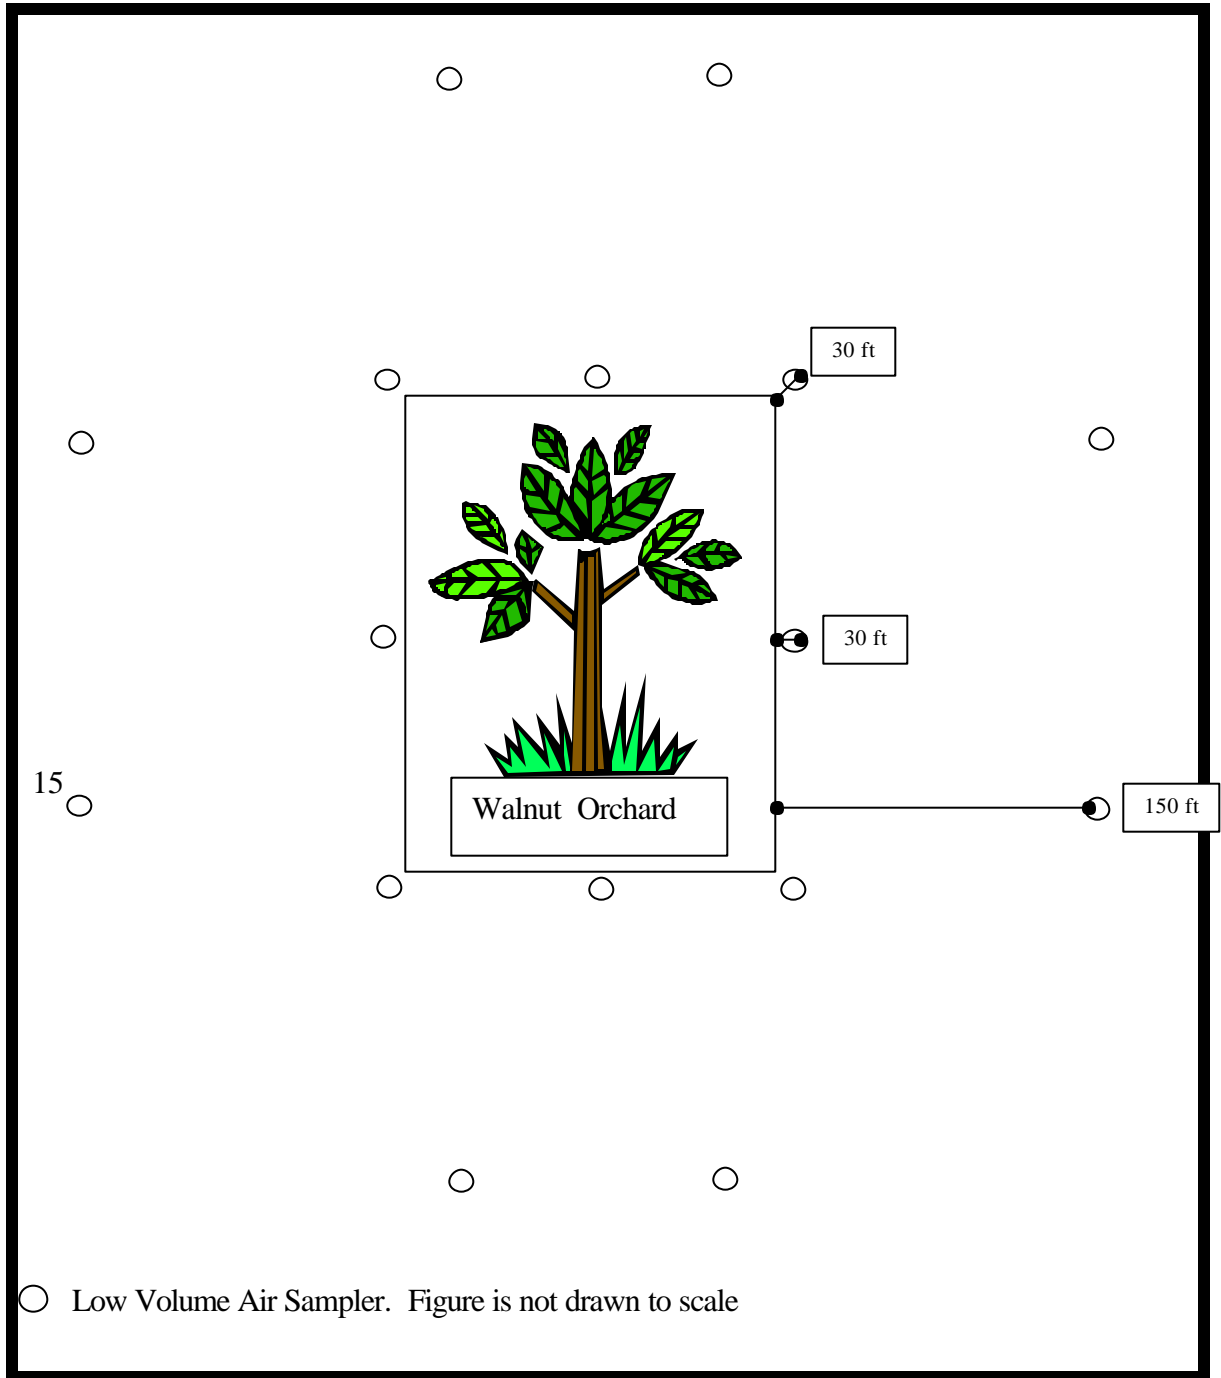 30 ft
30 ft
15
Walnut Orchard
150 ft
Low Volume Air Sampler. Figure is not drawn to scale